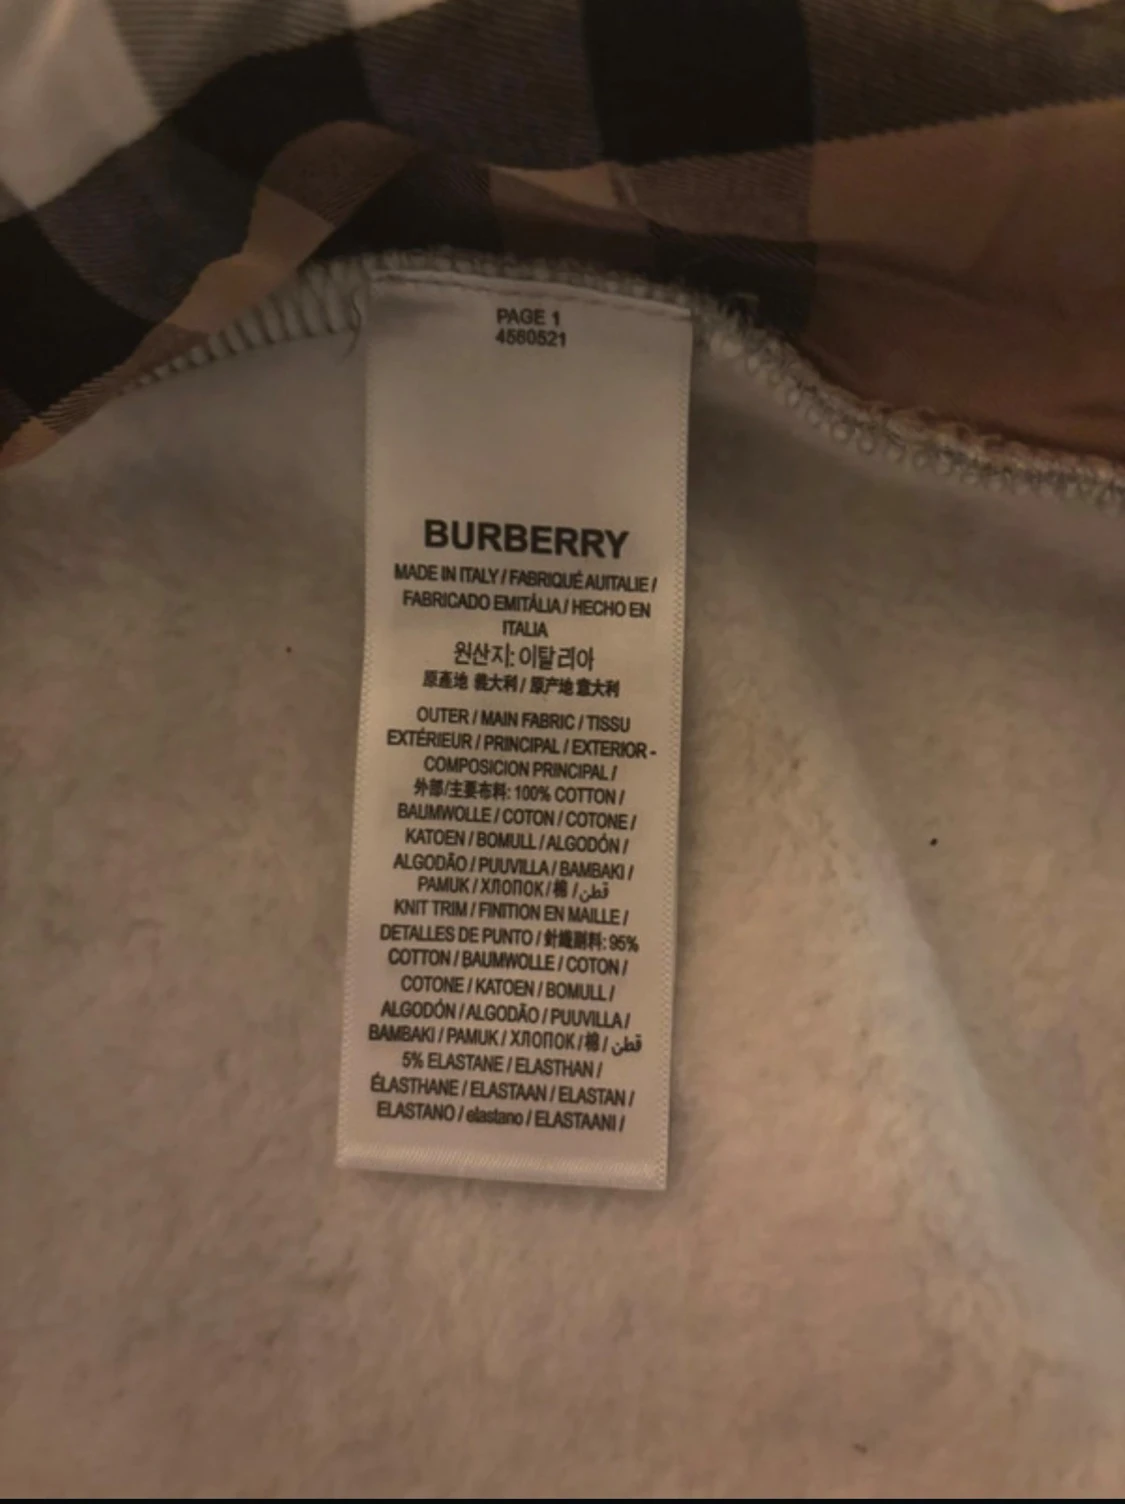 PAGE 1
4560521
BURBERRY
MADE IN ITALY / FABRIQUÉ AUITALIE /
FABRICADO EMITÂLIA / HECHO EN
ITALIA
원산지: 이탈리아
原產地 義大利 / 原产地 意大利
OUTER / MAIN FABRIC / TISSU
EXTÉRIEUR / PRINCIPAL / EXTERIOR -
COMPOSICION PRINCIPAL /
外部/主要布料: 100% COTTON /
BAUMWOLLE / COTON / COTONE /
KATOEN / BOMULL / ALGODÓN /
ALGODÃO / PUUVILLA / BAMBAKI /
PAMUK / ХЛОПОК / 棉 / قطن
KNIT TRIM / FINITION EN MAILLE /
DETALLES DE PUNTO / 針織副料: 95%
COTTON / BAUMWOLLE / COTON /
COTONE / KATOEN / BOMULL /
ALGODÓN / ALGODÃO / PUUVILLA /
BAMBAKI / PAMUK / ХЛОПОК / 棉 / قطن
5% ELASTANE / ELASTHAN /
ÉLASTHANE / ELASTAAN / ELASTAN /
ELASTANO / elastano / ELASTAANI /